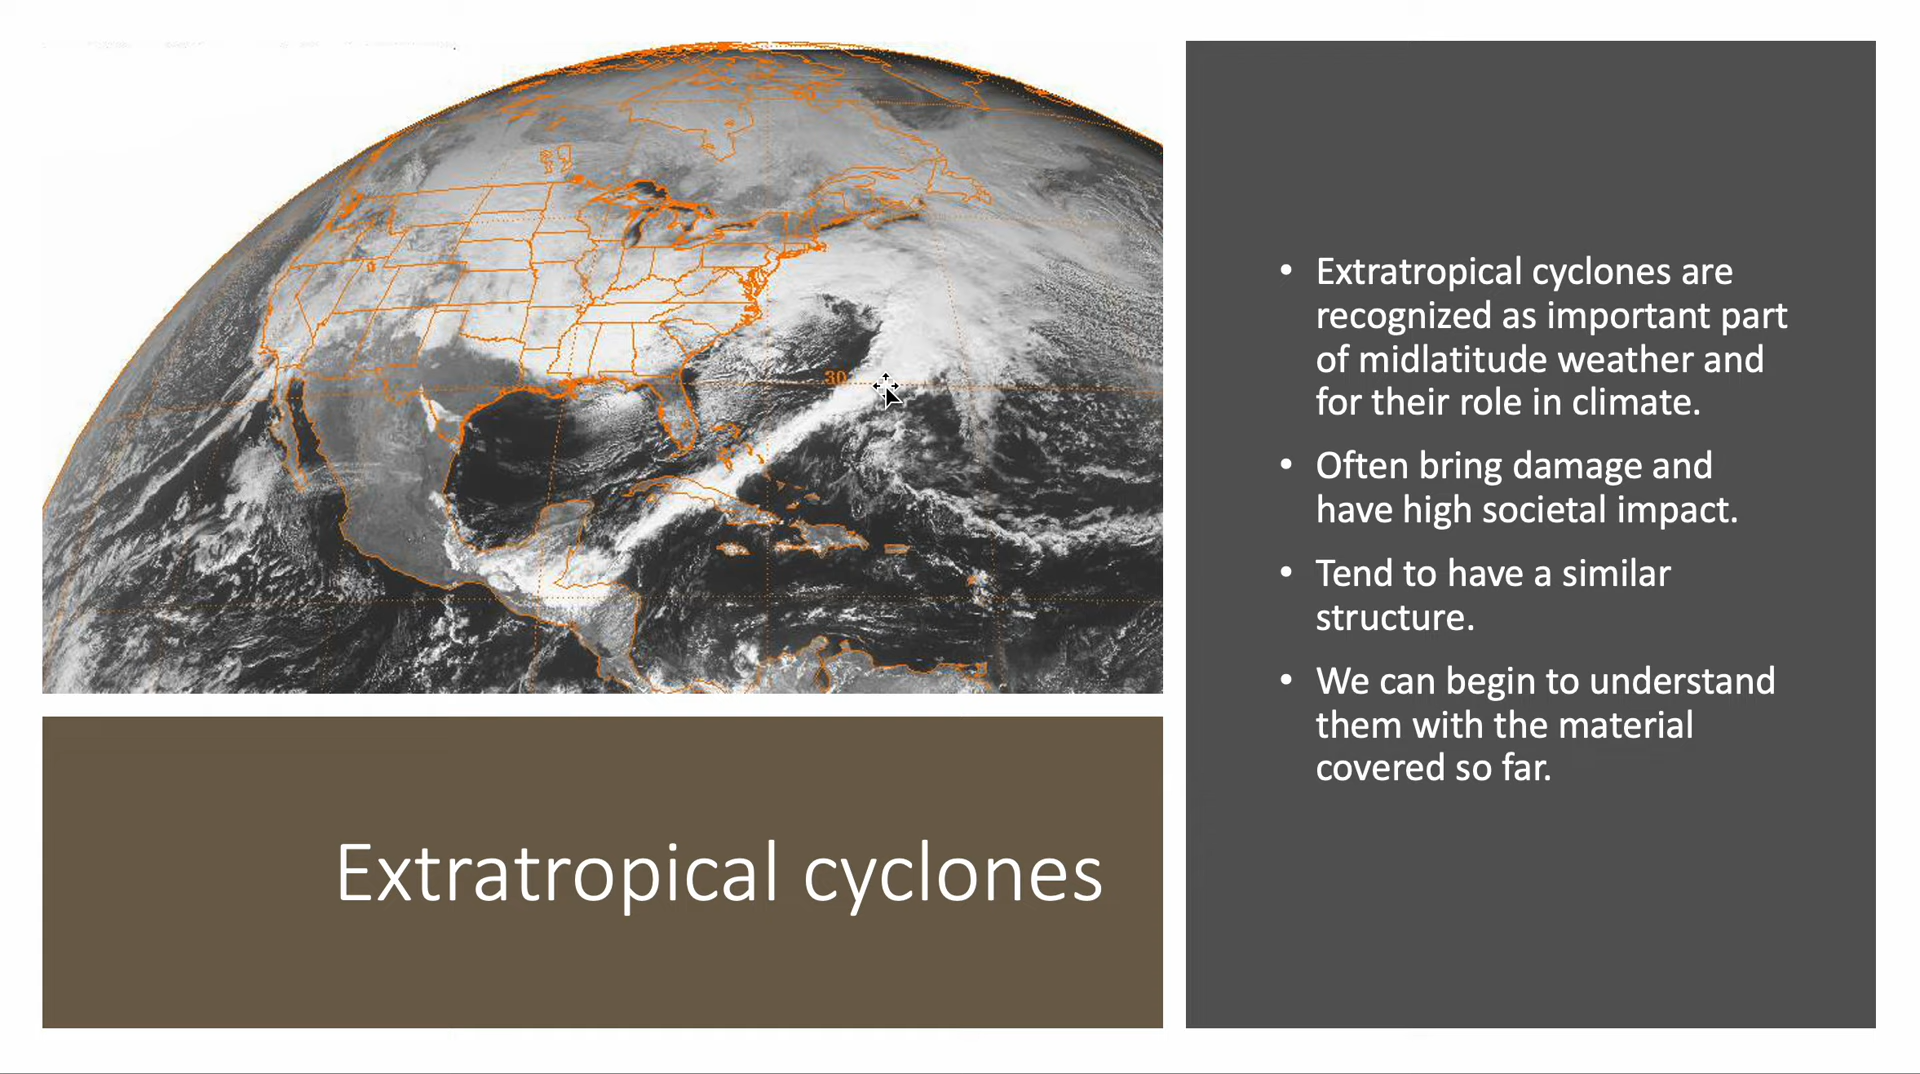 30
Extratropical cyclones
• Extratropical cyclones are
recognized as important part
of midlatitude weather and
for their role in climate.
• Often bring damage and
have high societal impact.
• Tend to have a similar
structure.
• We can begin to understand
them with the material
covered so far.